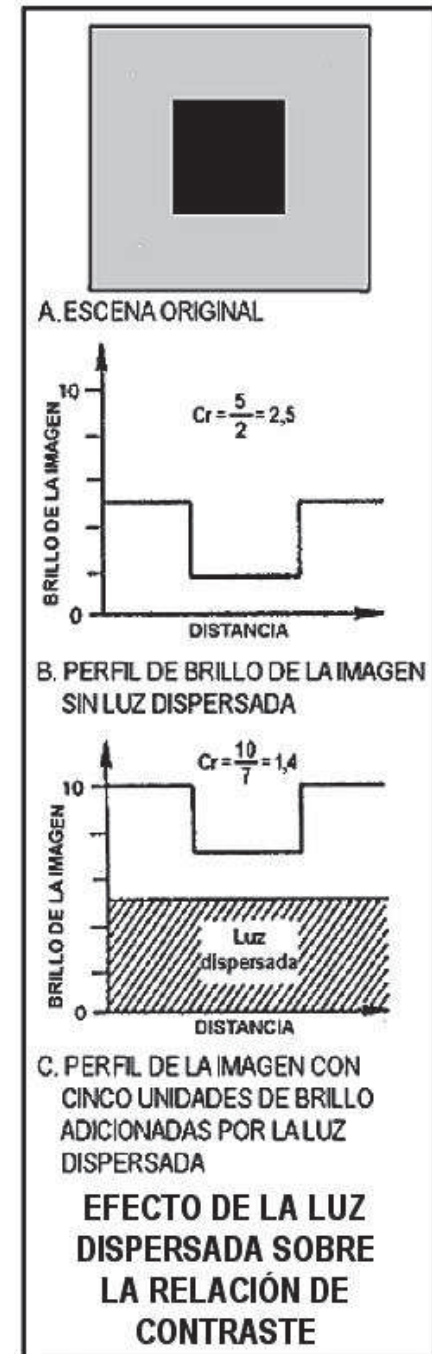 A. ESCENA ORIGINAL
10
Cr = 5/2 = 2,5
BRILLO DE LA IMAGEN
0
DISTANCIA
B. PERFIL DE BRILLO DE LA IMAGEN
SIN LUZ DISPERSADA
Cr = 10/7 = 1,4
10
BRILLO DE LA IMAGEN
Luz
dispersada
0
DISTANCIA
C. PERFIL DE LA IMAGEN CON
CINCO UNIDADES DE BRILLO
ADICIONADAS POR LA LUZ
DISPERSADA
EFECTO DE LA LUZ
DISPERSADA SOBRE
LA RELACIÓN DE
CONTRASTE